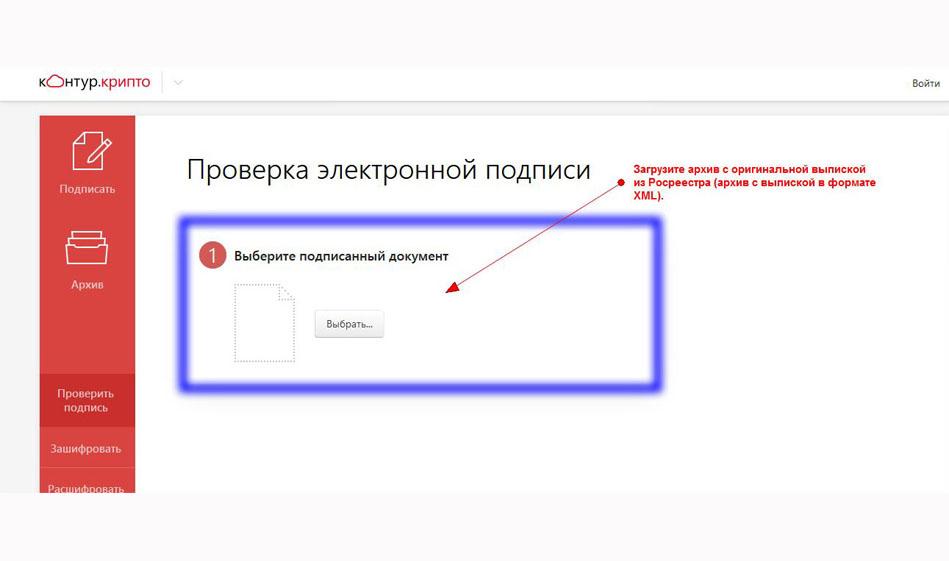 контур.крипто
Войти
Подписать
Архив
Проверить
подпись
Зашифровать
Расшифровать
Проверка электронной подписи
Загрузите архив с оригинальной выпиской
из Росреестра (архив с выпиской в формате
XML).
1 Выберите подписанный документ
Выбрать...